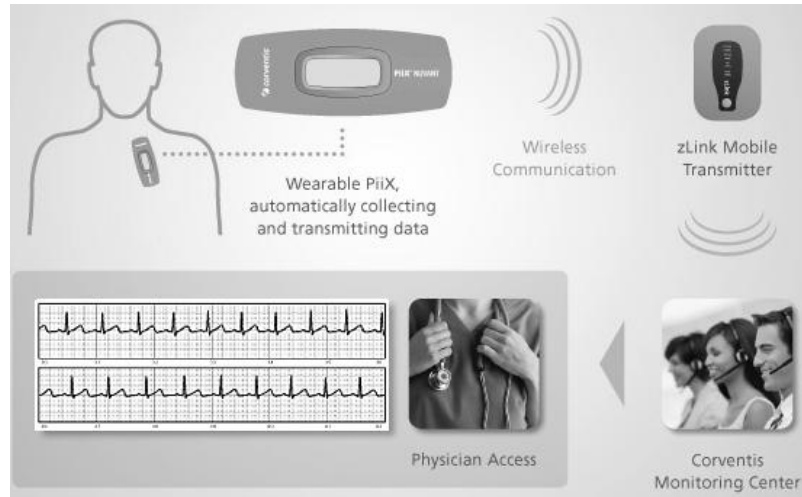 corventis
PiiX NUVANT
Wireless
Communication
zLink Mobile
Transmitter
Wearable PiiX,
automatically collecting
and transmitting data
Physician Access
Corventis
Monitoring Center